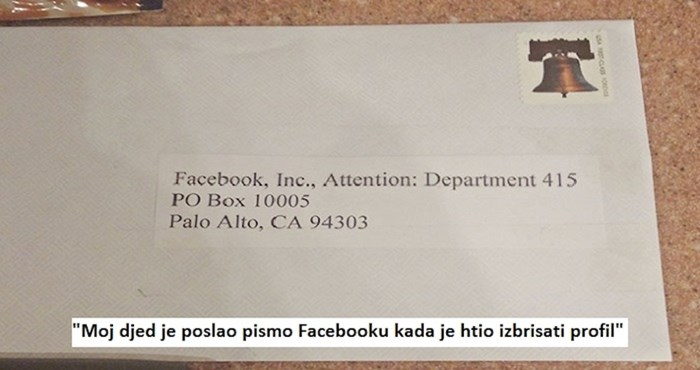 Facebook, Inc., Attention: Department 415
PO Box 10005
Palo Alto, CA 94303
"Moj djed je poslao pismo Facebooku kada je htio izbrisati profil"